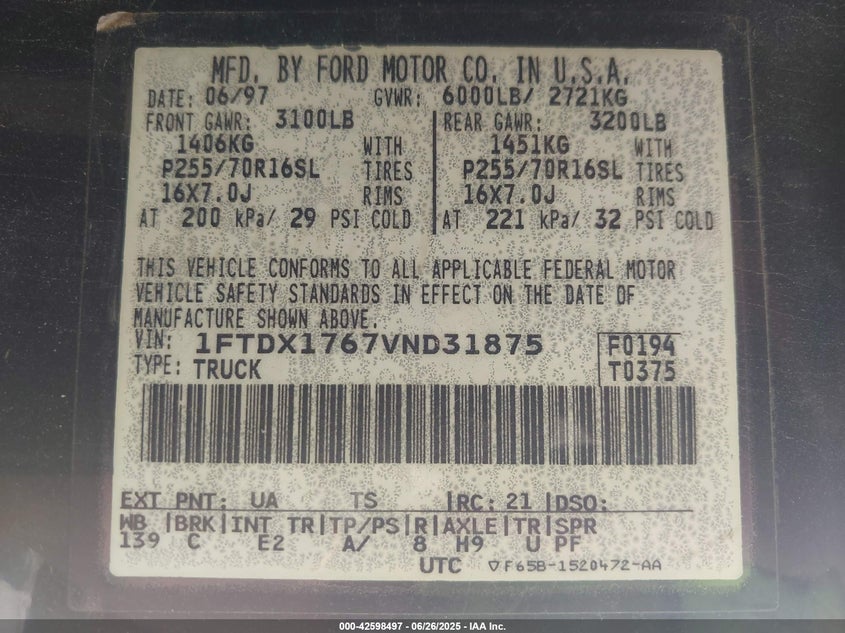 MFD. BY FORD MOTOR CO. IN U.S.A.
DATE: 06/97 GVWR: 6000LB/ 2721KG
FRONT GAWR: 3100LB REAR GAWR: 3200LB
1406KG WITH 1451KG WITH
P255/70R16SL TIRES P255/70R16SL TIRES
16X7.0J RIMS 16X7.0J RIMS
AT 200 kPa/ 29 PSI COLD AT 221 kPa/ 32 PSI COLD
THIS VEHICLE CONFORMS TO ALL APPLICABLE FEDERAL MOTOR
VEHICLE SAFETY STANDARDS IN EFFECT ON THE DATE OF
MANUFACTURE SHOWN ABOVE.
VIN: 1FTDX1767VND31875 F0194
TYPE: TRUCK T0375
EXT PNT: UA TS RC: 21 DSO:
WB BRK INT TR TP/PS R AXLE TR SPR
139 C E2 A/ 8 H9 U PF
UTC ▽F65B-1520472-AA
000-42598497 - 06/26/2025 - IAA Inc.